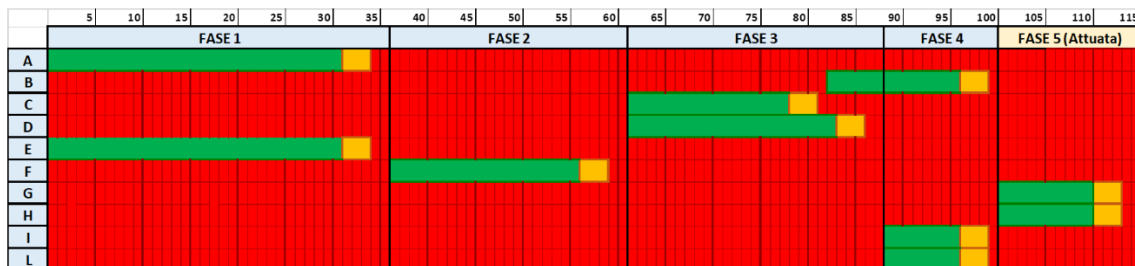 5 10 15 20 25 30 35 40 45 50 55 60 65 70 75 80 85 90 95 100 105 110 115
FASE 1 FASE 2 FASE 3 FASE 4 FASE 5 (Attuata)
A
B
C
D
E
F
G
H
I
L